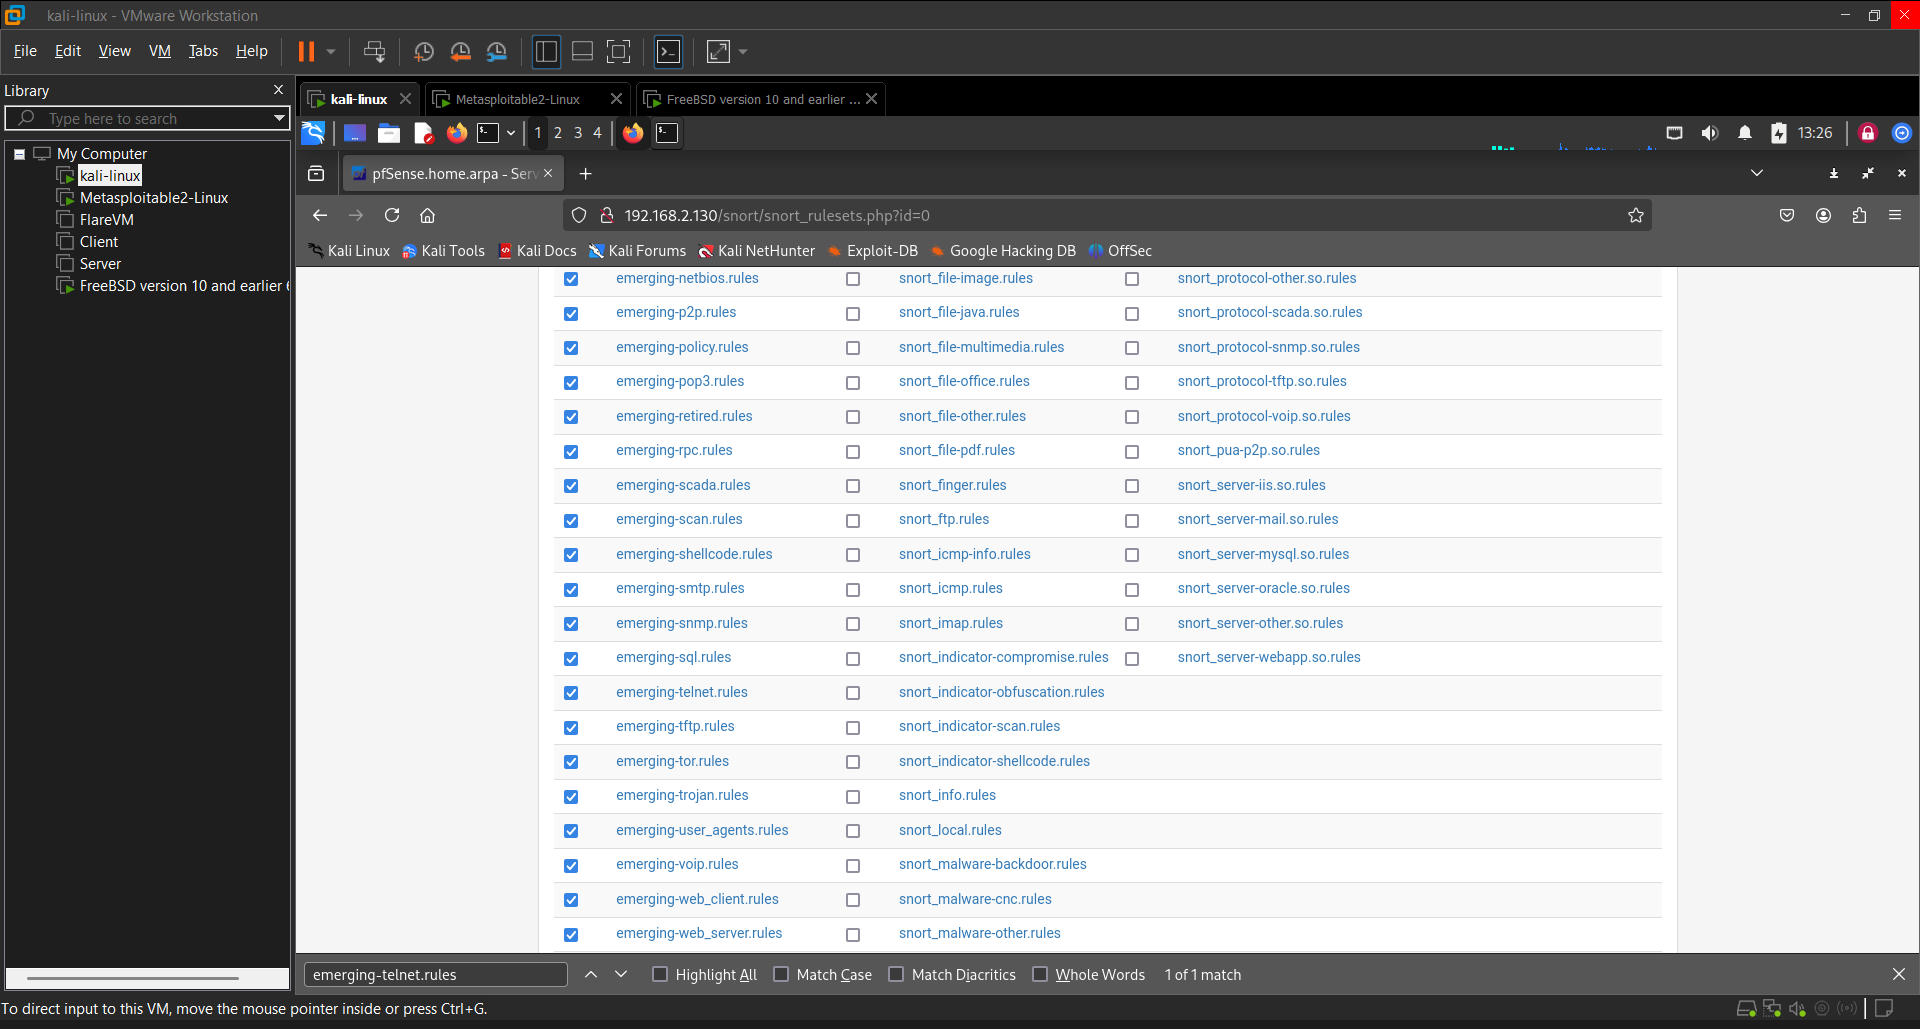 kali-linux - VMware Workstation
File Edit View VM Tabs Help
Library
Type here to search
My Computer
kali-linux
Metasploitable2-Linux
FlareVM
Client
Server
FreeBSD version 10 and earlier 6
kali-linux Metasploitable2-Linux FreeBSD version 10 and earlier ...
1 2 3 4 13:26
pfSense.home.arpa - Serv
192.168.2.130/snort/snort_rulesets.php?id=0
Kali Linux Kali Tools Kali Docs Kali Forums Kali NetHunter Exploit-DB Google Hacking DB OffSec
emerging-netbios.rules snort_file-image.rules snort_protocol-other.so.rules
emerging-p2p.rules snort_file-java.rules snort_protocol-scada.so.rules
emerging-policy.rules snort_file-multimedia.rules snort_protocol-snmp.so.rules
emerging-pop3.rules snort_file-office.rules snort_protocol-tftp.so.rules
emerging-retired.rules snort_file-other.rules snort_protocol-voip.so.rules
emerging-rpc.rules snort_file-pdf.rules snort_pua-p2p.so.rules
emerging-scada.rules snort_finger.rules snort_server-iis.so.rules
emerging-scan.rules snort_ftp.rules snort_server-mail.so.rules
emerging-shellcode.rules snort_icmp-info.rules snort_server-mysql.so.rules
emerging-smtp.rules snort_icmp.rules snort_server-oracle.so.rules
emerging-snmp.rules snort_imap.rules snort_server-other.so.rules
emerging-sql.rules snort_indicator-compromise.rules snort_server-webapp.so.rules
emerging-telnet.rules snort_indicator-obfuscation.rules
emerging-tftp.rules snort_indicator-scan.rules
emerging-tor.rules snort_indicator-shellcode.rules
emerging-trojan.rules snort_info.rules
emerging-user_agents.rules snort_local.rules
emerging-voip.rules snort_malware-backdoor.rules
emerging-web_client.rules snort_malware-cnc.rules
emerging-web_server.rules snort_malware-other.rules
emerging-telnet.rules Highlight All Match Case Match Diacritics Whole Words 1 of 1 match
To direct input to this VM, move the mouse pointer inside or press Ctrl+G.